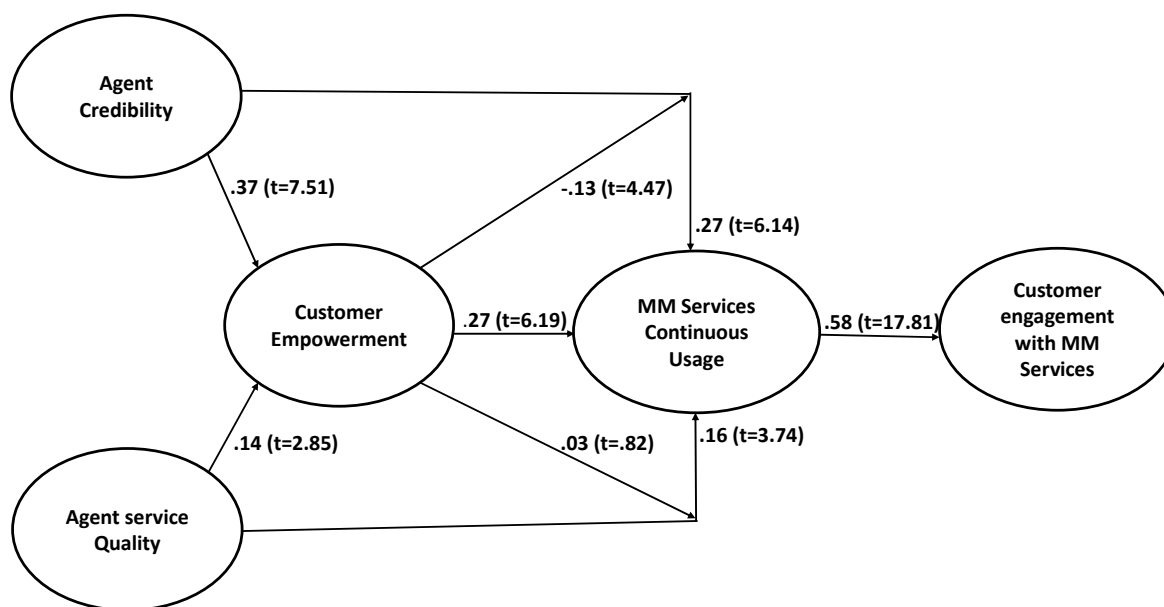 Agent
Credibility
.37 (t=7.51)
-.13 (t=4.47)
.27 (t=6.14)
Customer
Empowerment
.27 (t=6.19)
MM Services
Continuous
Usage
.58 (t=17.81)
Customer
engagement
with MM
Services
.14 (t=2.85)
.03 (t=.82)
.16 (t=3.74)
Agent service
Quality